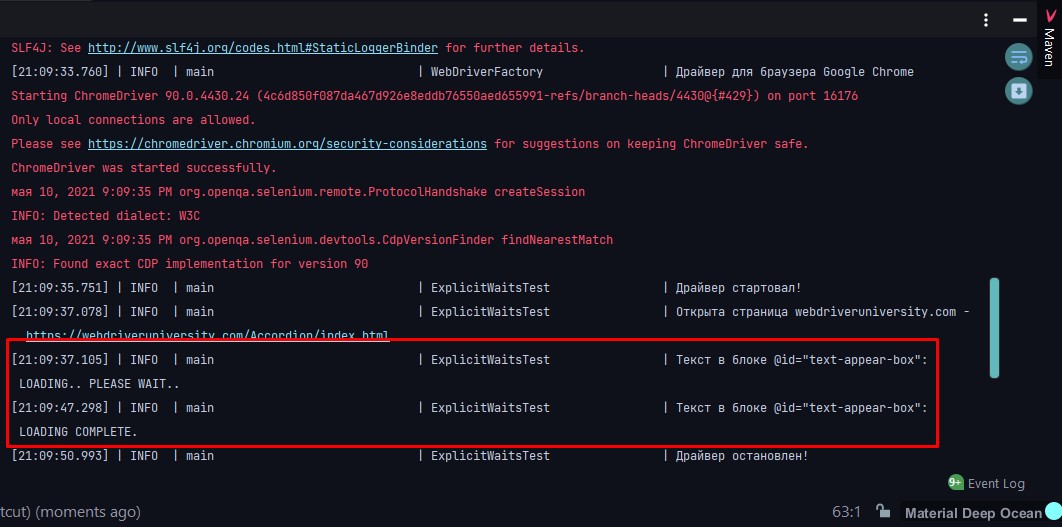 SLF4J: See http://www.slf4j.org/codes.html#StaticLoggerBinder for further details.
[21:09:33.760] | INFO | main | WebDriverFactory | Драйвер для браузера Google Chrome
Starting ChromeDriver 90.0.4430.24 (4c6d850f087da467d926e8eddb76550aed655991-refs/branch-heads/4430@{#429}) on port 16176
Only local connections are allowed.
Please see https://chromedriver.chromium.org/security-considerations for suggestions on keeping ChromeDriver safe.
ChromeDriver was started successfully.
мая 10, 2021 9:09:35 PM org.openqa.selenium.remote.ProtocolHandshake createSession
INFO: Detected dialect: W3C
мая 10, 2021 9:09:35 PM org.openqa.selenium.devtools.CdpVersionFinder findNearestMatch
INFO: Found exact CDP implementation for version 90
[21:09:35.751] | INFO | main | ExplicitWaitsTest | Драйвер стартовал!
[21:09:37.078] | INFO | main | ExplicitWaitsTest | Открыта страница webdriveruniversity.com -
https://webdriveruniversity.com/Accordion/index.html
[21:09:37.105] | INFO | main | ExplicitWaitsTest | Текст в блоке @id="text-appear-box":
LOADING.. PLEASE WAIT..
[21:09:47.298] | INFO | main | ExplicitWaitsTest | Текст в блоке @id="text-appear-box":
LOADING COMPLETE.
[21:09:50.993] | INFO | main | ExplicitWaitsTest | Драйвер остановлен!
Maven
9+ Event Log
tcut) (moments ago) 63:1 Material Deep Ocean